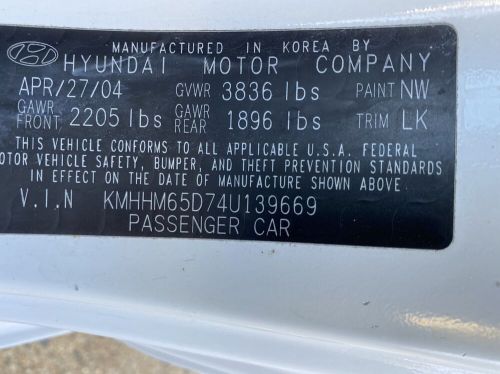 MANUFACTURED IN KOREA BY
HYUNDAI MOTOR COMPANY
APR/27/04 GVWR 3836 lbs PAINT NW
GAWR FRONT 2205 lbs GAWR REAR 1896 lbs TRIM LK
THIS VEHICLE CONFORMS TO ALL APPLICABLE U.S.A. FEDERAL
OTOR VEHICLE SAFETY, BUMPER, AND THEFT PREVENTION STANDARDS
IN EFFECT ON THE DATE OF MANUFACTURE SHOWN ABOVE.
V.I.N KMHHM65D74U139669
PASSENGER CAR